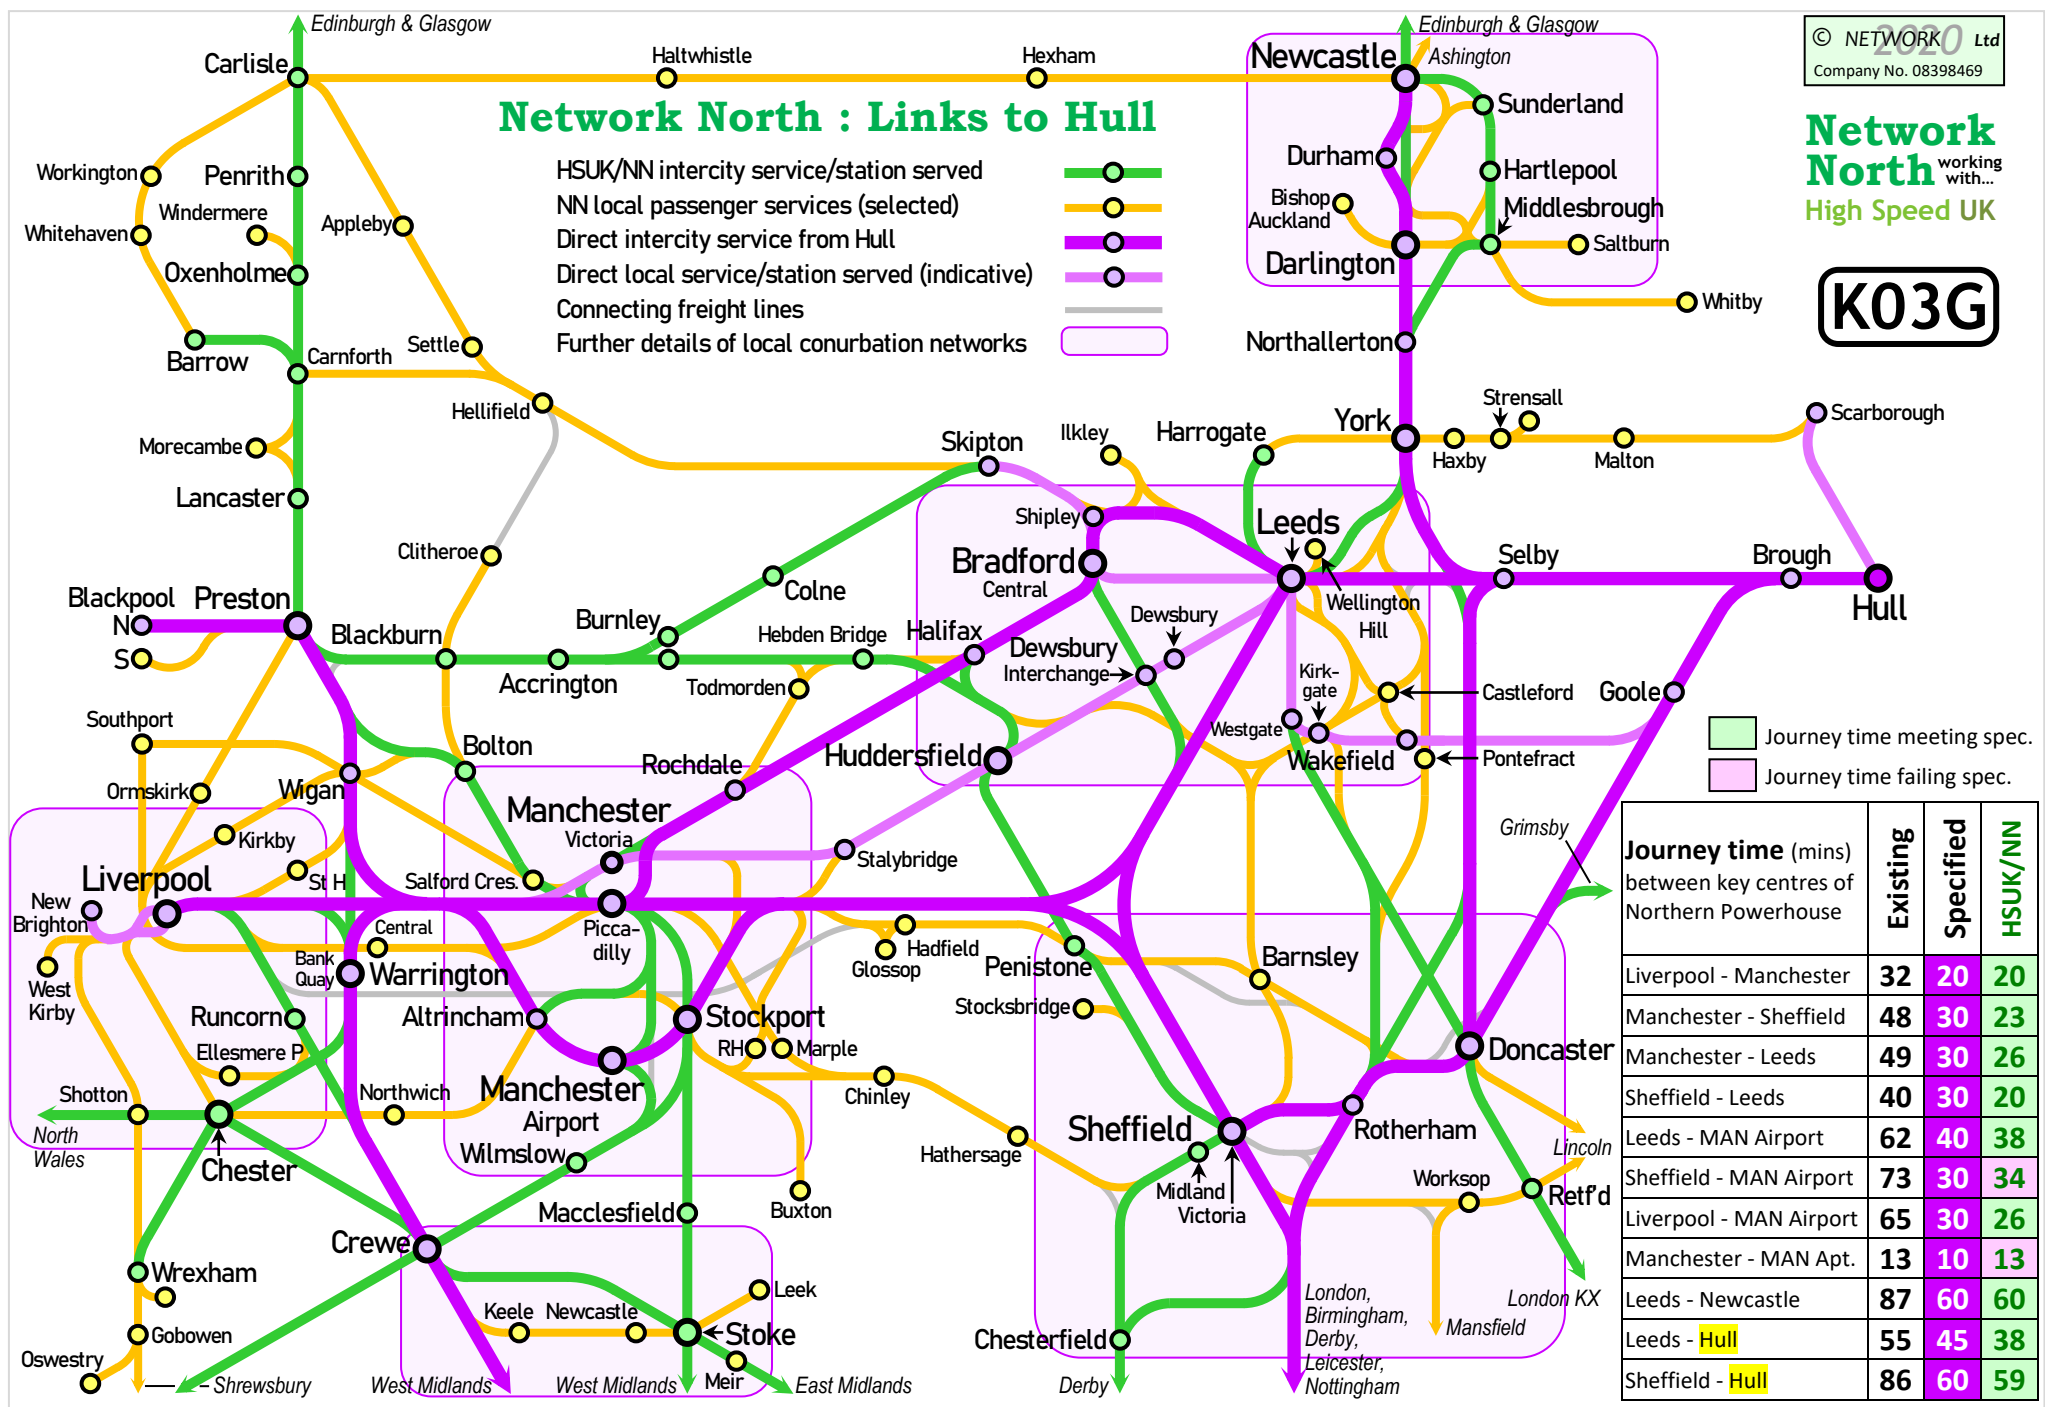 Edinburgh & Glasgow
Edinburgh & Glasgow
Ashington
© NETWORK 2020 Ltd
Company No. 08398469
Carlisle
Haltwhistle
Hexham
Newcastle
Sunderland
Network North : Links to Hull
Network
North working
with...
High Speed UK
HSUK/NN intercity service/station served
NN local passenger services (selected)
Direct intercity service from Hull
Direct local service/station served (indicative)
Connecting freight lines
Further details of local conurbation networks
Durham
Hartlepool
Bishop
Auckland
Middlesbrough
Saltburn
Darlington
Whitby
K03G
Northallerton
Workington
Penrith
Windermere
Whitehaven
Appleby
Oxenholme
Barrow
Carnforth
Settle
Hellifield
Morecambe
Lancaster
Clitheroe
Skipton
Ilkley
Harrogate
York
Strensall
Haxby
Malton
Scarborough
Shipley
Leeds
Bradford
Central
Selby
Brough
Hull
Wellington
Hill
Blackpool
N
S
Preston
Blackburn
Burnley
Colne
Accrington
Hebden Bridge
Todmorden
Halifax
Dewsbury
Dewsbury
Interchange
Kirk-
gate
Westgate
Wakefield
Castleford
Pontefract
Goole
Journey time meeting spec.
Journey time failing spec.
Southport
Ormskirk
Wigan
Bolton
Rochdale
Huddersfield
Kirkby
St H
Manchester
Victoria
Stalybridge
Salford Cres.
Liverpool
New
Brighton
West
Kirby
Central
Bank
Quay
Warrington
Picca-
dilly
Hadfield
Glossop
Penistone
Barnsley
Stocksbridge
Grimsby
Runcorn
Altrincham
Stockport
RH
Marple
Ellesmere P
Manchester
Airport
Chinley
Doncaster
Shotton
North
Wales
Northwich
Chester
Wilmslow
Hathersage
Sheffield
Midland
Victoria
Rotherham
Lincoln
Worksop
Retf'd
Buxton
Macclesfield
Crewe
Wrexham
Gobowen
Oswestry
Shrewsbury
Keele
Newcastle
Leek
Stoke
Meir
West Midlands
West Midlands
East Midlands
Chesterfield
Derby
London,
Birmingham,
Derby,
Leicester,
Nottingham
Mansfield
London KX
Journey time (mins)
between key centres of
Northern Powerhouse
Existing
Specified
HSUK/NN
Liverpool - Manchester 32 20 20
Manchester - Sheffield 48 30 23
Manchester - Leeds 49 30 26
Sheffield - Leeds 40 30 20
Leeds - MAN Airport 62 40 38
Sheffield - MAN Airport 73 30 34
Liverpool - MAN Airport 65 30 26
Manchester - MAN Apt. 13 10 13
Leeds - Newcastle 87 60 60
Leeds - Hull 55 45 38
Sheffield - Hull 86 60 59